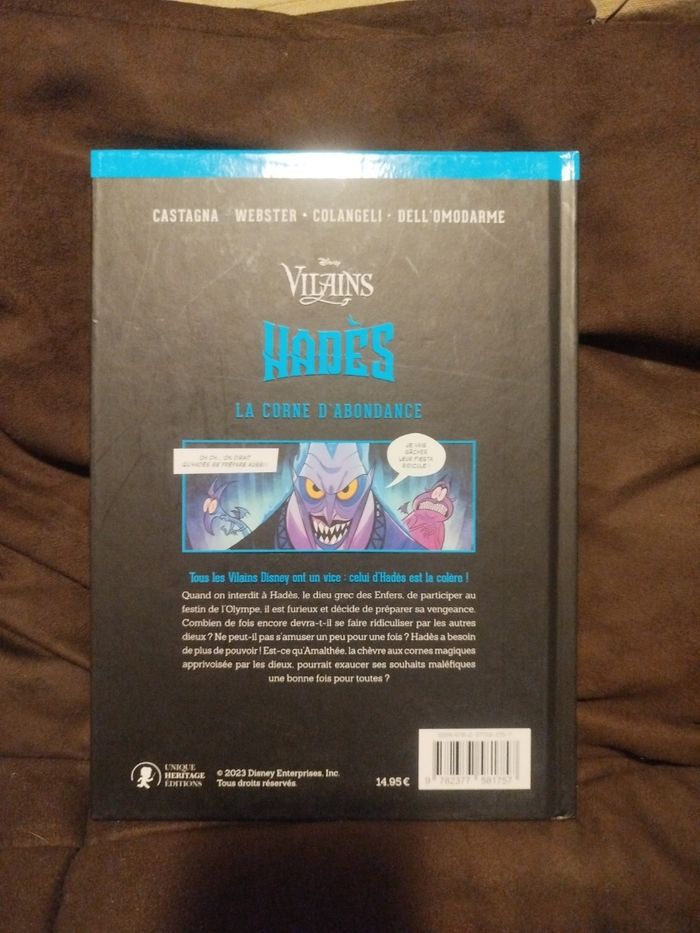 CASTAGNA • WEBSTER • COLANGELI • DELL'OMODARME
Disney
VILAINS
HADÈS
LA CORNE D'ABONDANCE
OH OH... ON DIRAIT
QU'HADÈS SE PRÉPARE AUSSI !
JE VAIS
GÂCHER
LEUR FIESTA
RIDICULE !
Tous les Vilains Disney ont un vice : celui d'Hadès est la colère !
Quand on interdit à Hadès, le dieu grec des Enfers, de participer au
festin de l'Olympe, il est furieux et décide de préparer sa vengeance.
Combien de fois encore devra-t-il se faire ridiculiser par les autres
dieux ? Ne peut-il pas s'amuser un peu pour une fois ? Hadès a besoin
de plus de pouvoir ! Est-ce qu'Amalthée, la chèvre aux cornes magiques
apprivoisée par les dieux, pourrait exaucer ses souhaits maléfiques
une bonne fois pour toutes ?
UNIQUE
HERITAGE
ÉDITIONS
© 2023 Disney Enterprises, Inc.
Tous droits réservés.
14.95 €
9 782377 581757